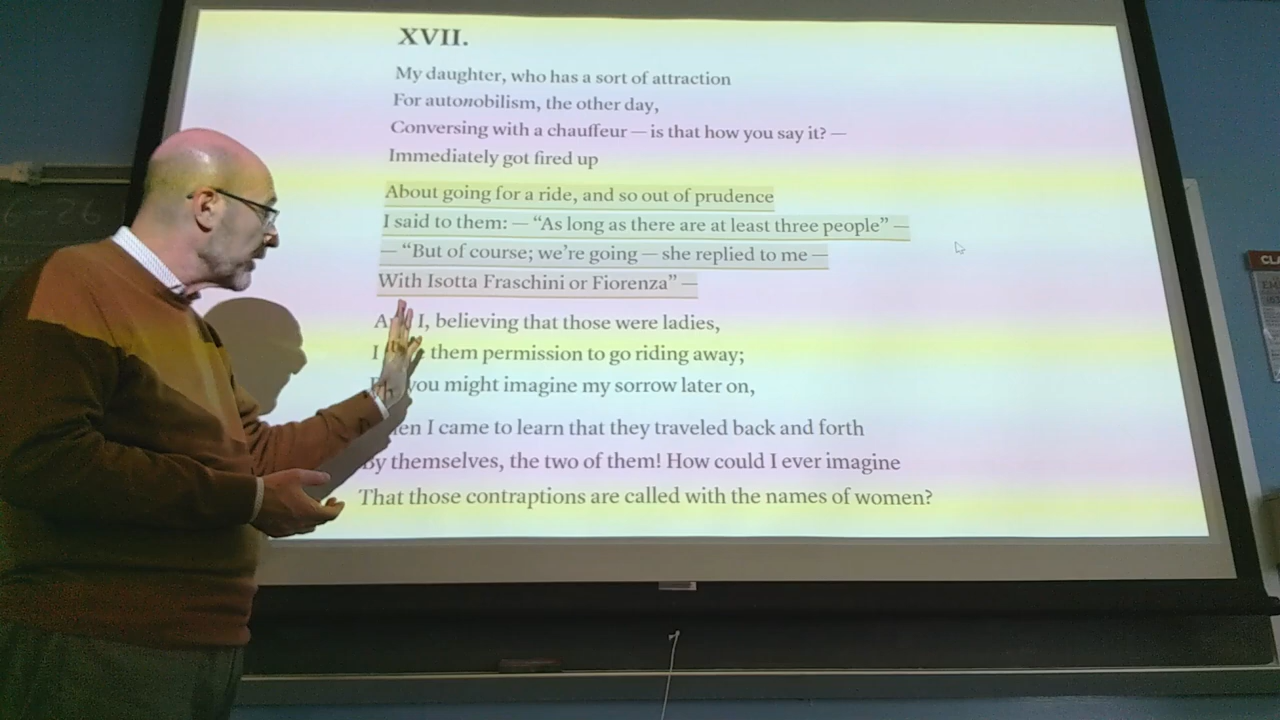 XVII.
My daughter, who has a sort of attraction
For autonobilism, the other day,
Conversing with a chauffeur — is that how you say it? —
Immediately got fired up
About going for a ride, and so out of prudence
I said to them: — “As long as there are at least three people” —
— “But of course; we’re going — she replied to me —
With Isotta Fraschini or Fiorenza” —
I, believing that those were ladies,
I them permission to go riding away;
you might imagine my sorrow later on,
I came to learn that they traveled back and forth
By themselves, the two of them! How could I ever imagine
That those contraptions are called with the names of women?